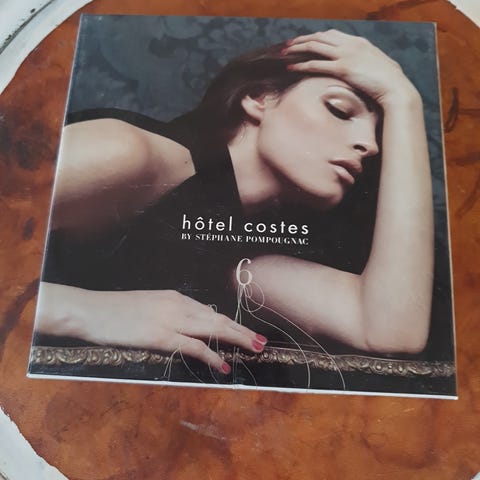 hôtel costes
BY STÉPHANE POMPOUGNAC
6